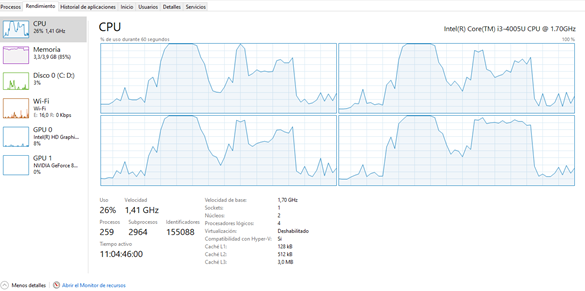 Procesos Rendimiento Historial de aplicaciones Inicio Usuarios Detalles Servicios
CPU
26% 1,41 GHz
Memoria
3,3/3,9 GB (85%)
Disco 0 (C: D:)
3%
Wi-Fi
Wi-Fi
E: 16,0 R: 0 Kbps
GPU 0
Intel(R) HD Graphi...
8%
GPU 1
NVIDIA GeForce 8...
0%
CPU
Intel(R) Core(TM) i3-4005U CPU @ 1.70GHz
% de uso durante 60 segundos
100 %
Uso
26%
Velocidad
1,41 GHz
Procesos
259
Subprocesos
2964
Identificadores
155088
Tiempo activo
11:04:46:00
Velocidad de base: 1,70 GHz
Sockets: 1
Núcleos: 2
Procesadores lógicos: 4
Virtualización: Deshabilitado
Compatibilidad con Hyper-V: Sí
Caché L1: 128 kB
Caché L2: 512 kB
Caché L3: 3,0 MB
Menos detalles
Abrir el Monitor de recursos